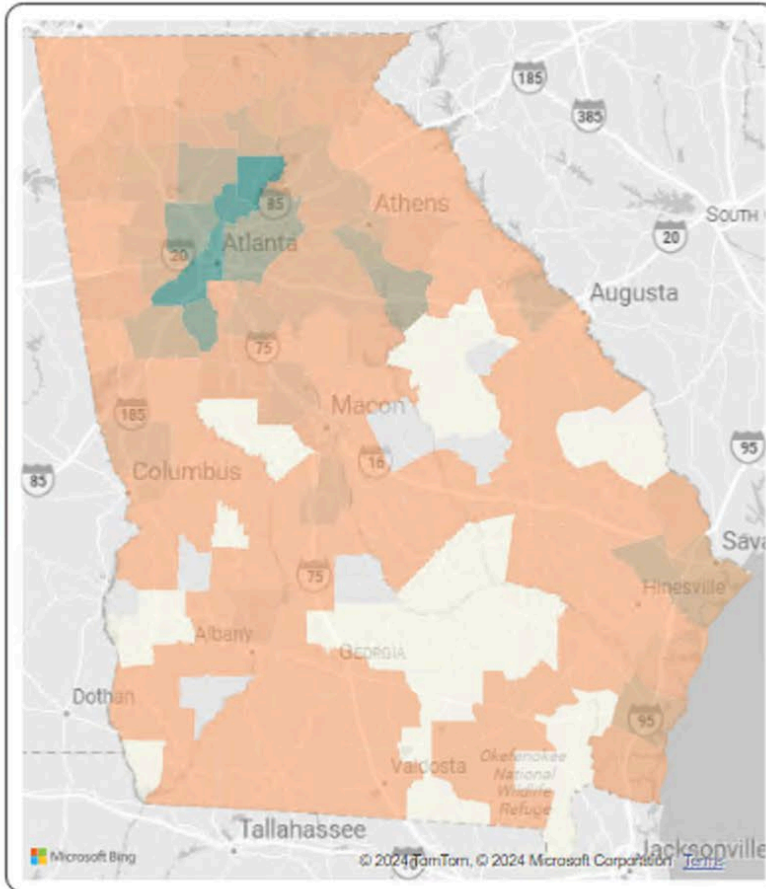 185
385
85
Athens
SOUTH
20
20
Atlanta
Augusta
75
185
Macon
95
Columbus
16
85
Sava
75
Hinesville
Albany
GEORGIA
Dothan
95
Okefenokee
National
Wildlife
Refuge
Valdosta
Tallahassee
Jacksonville
Microsoft Bing
10
© 2024 TomTom, © 2024 Microsoft Corporation Terms